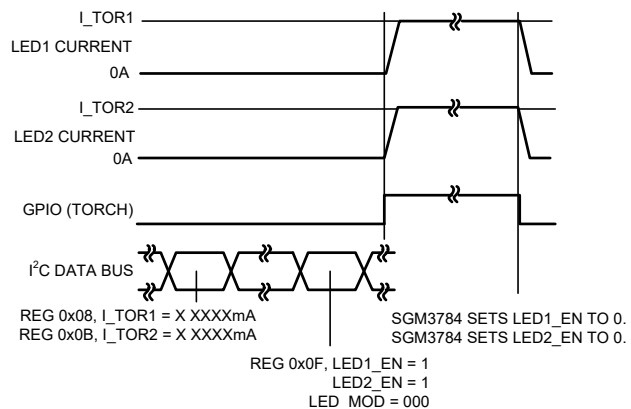 I_TOR1
LED1 CURRENT
0A
I_TOR2
LED2 CURRENT
0A
GPIO (TORCH)
I²C DATA BUS
REG 0x08, I_TOR1 = X XXXXmA
REG 0x0B, I_TOR2 = X XXXXmA
SGM3784 SETS LED1_EN TO 0.
SGM3784 SETS LED2_EN TO 0.
REG 0x0F, LED1_EN = 1
LED2_EN = 1
LED_MOD = 000